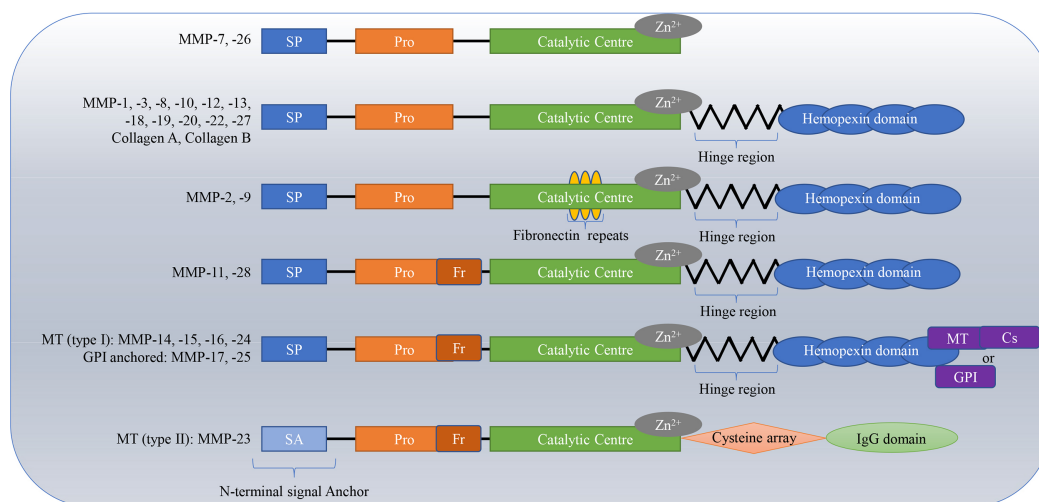 MMP-7, -26
SP
Pro
Catalytic Centre
Zn2+
MMP-1, -3, -8, -10, -12, -13,
-18, -19, -20, -22, -27
Collagen A, Collagen B
SP
Pro
Catalytic Centre
Zn2+
Hemopexin domain
Hinge region
MMP-2, -9
SP
Pro
Catalytic Centre
Zn2+
Hemopexin domain
Fibronectin repeats
Hinge region
MMP-11, -28
SP
Pro
Fr
Catalytic Centre
Zn2+
Hemopexin domain
Hinge region
MT (type I): MMP-14, -15, -16, -24
GPI anchored: MMP-17, -25
SP
Pro
Fr
Catalytic Centre
Zn2+
Hemopexin domain
MT
Cs
or
GPI
Hinge region
MT (type II): MMP-23
SA
Pro
Fr
Catalytic Centre
Zn2+
Cysteine array
IgG domain
N-terminal signal Anchor